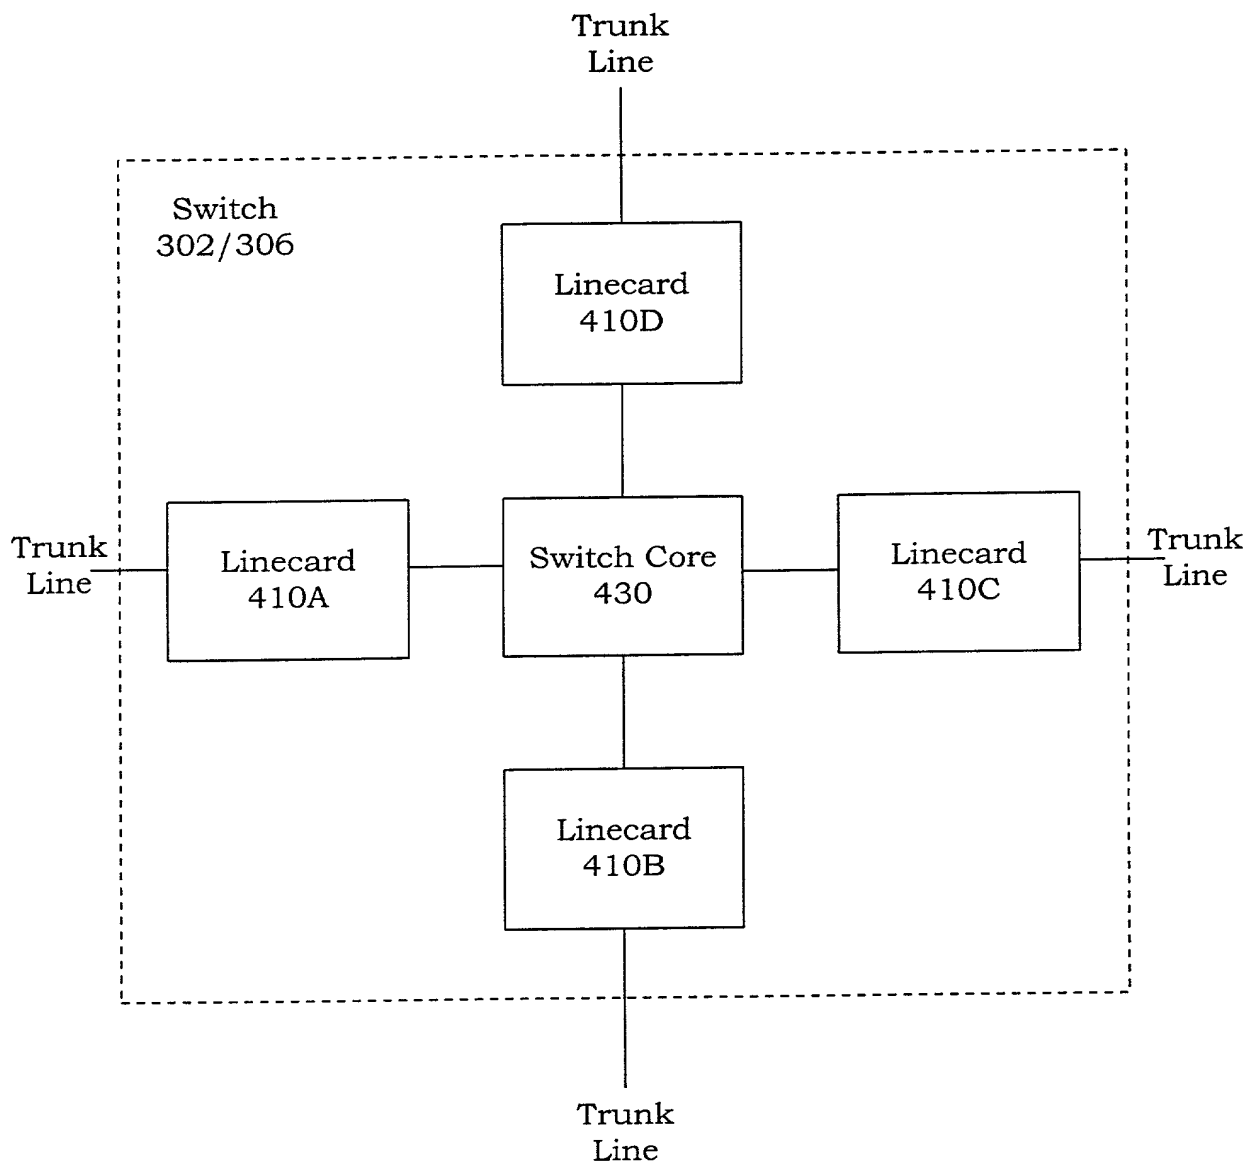 Trunk
Line
Switch
302/306
Linecard
410D
Trunk
Line
Linecard
410A
Switch Core
430
Linecard
410C
Trunk
Line
Linecard
410B
Trunk
Line